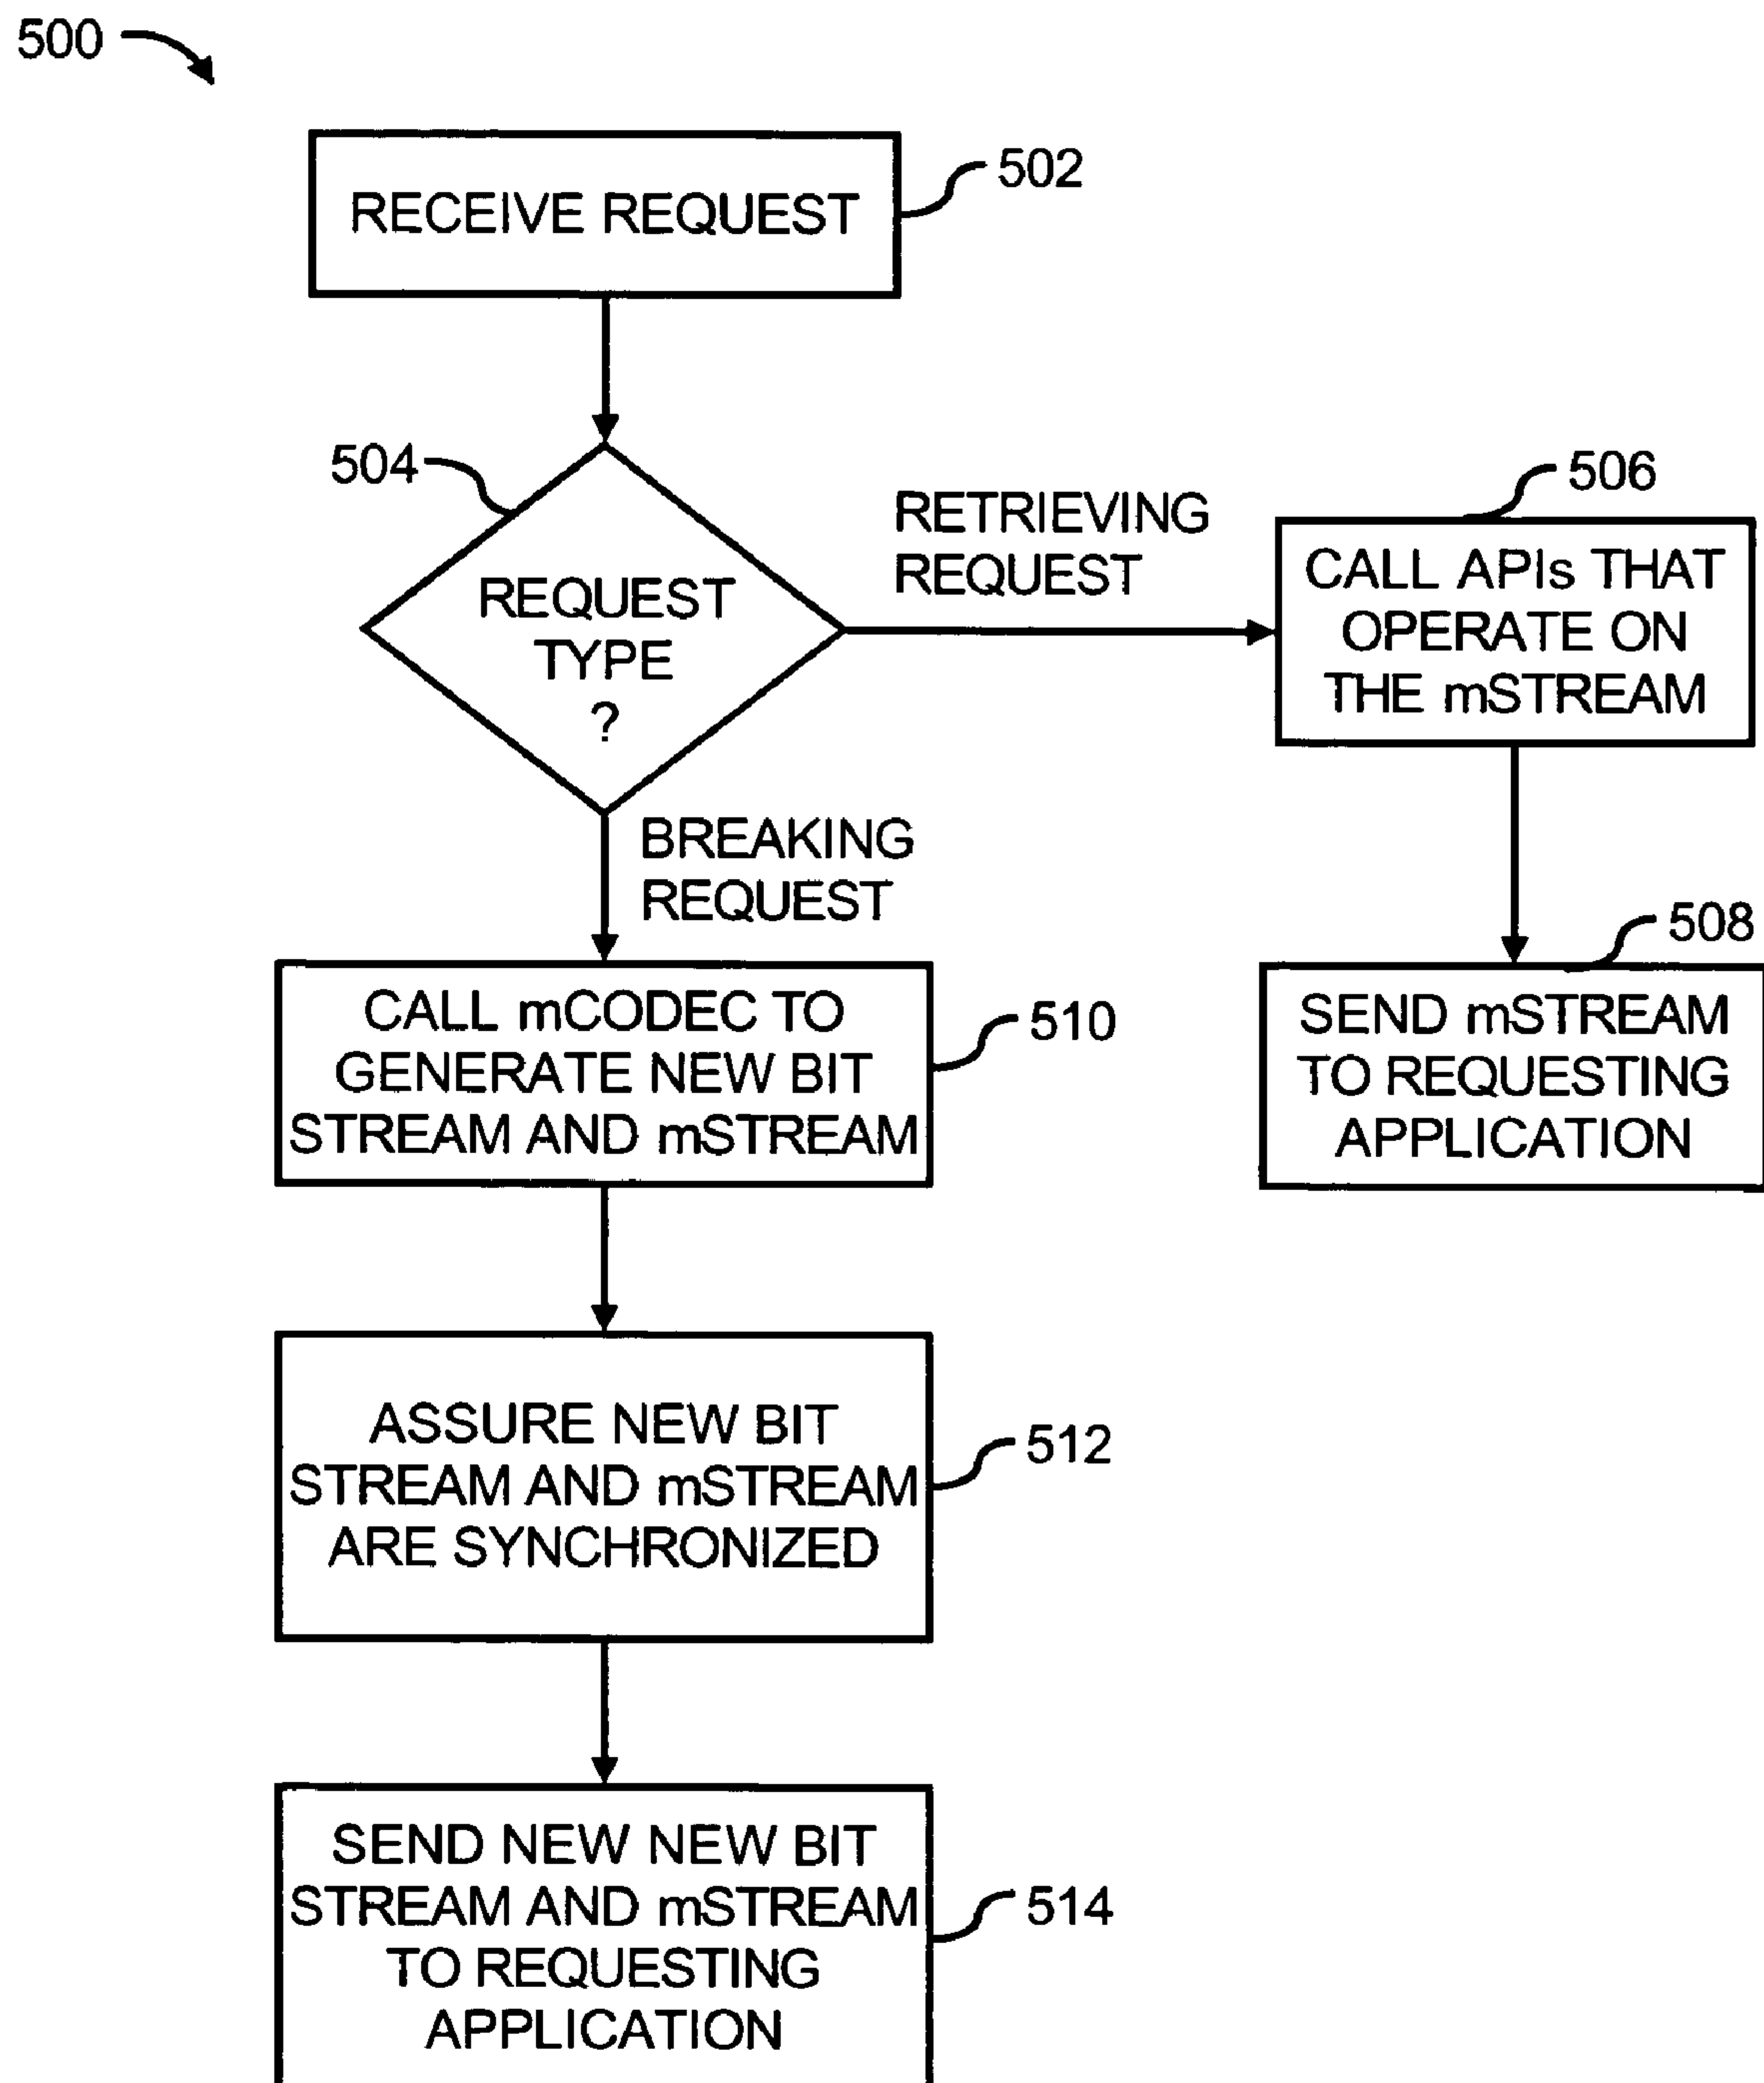 500
RECEIVE REQUEST
502
504
REQUEST
TYPE
?
RETRIEVING
REQUEST
506
CALL APIs THAT
OPERATE ON
THE mSTREAM
BREAKING
REQUEST
508
SEND mSTREAM
TO REQUESTING
APPLICATION
CALL mCODEC TO
GENERATE NEW BIT
STREAM AND mSTREAM
510
ASSURE NEW BIT
STREAM AND mSTREAM
ARE SYNCHRONIZED
512
SEND NEW NEW BIT
STREAM AND mSTREAM
TO REQUESTING
APPLICATION
514